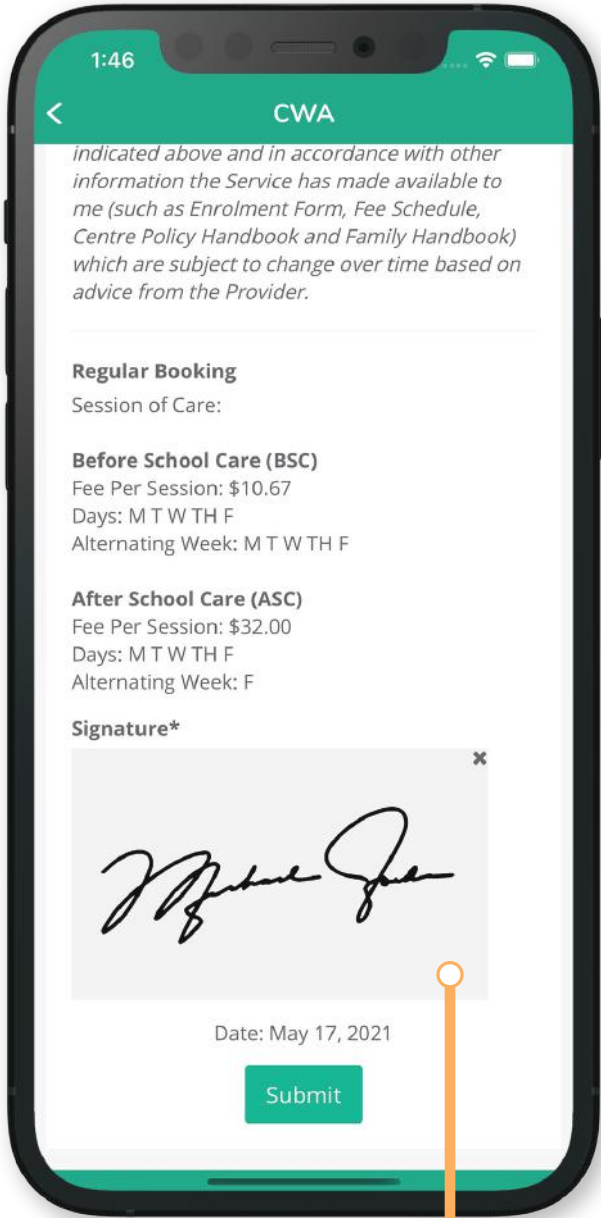 1:46
CWA
indicated above and in accordance with other
information the Service has made available to
me (such as Enrolment Form, Fee Schedule,
Centre Policy Handbook and Family Handbook)
which are subject to change over time based on
advice from the Provider.
Regular Booking
Session of Care:
Before School Care (BSC)
Fee Per Session: $10.67
Days: M T W TH F
Alternating Week: M T W TH F
After School Care (ASC)
Fee Per Session: $32.00
Days: M T W TH F
Alternating Week: F
Signature*
Date: May 17, 2021
Submit